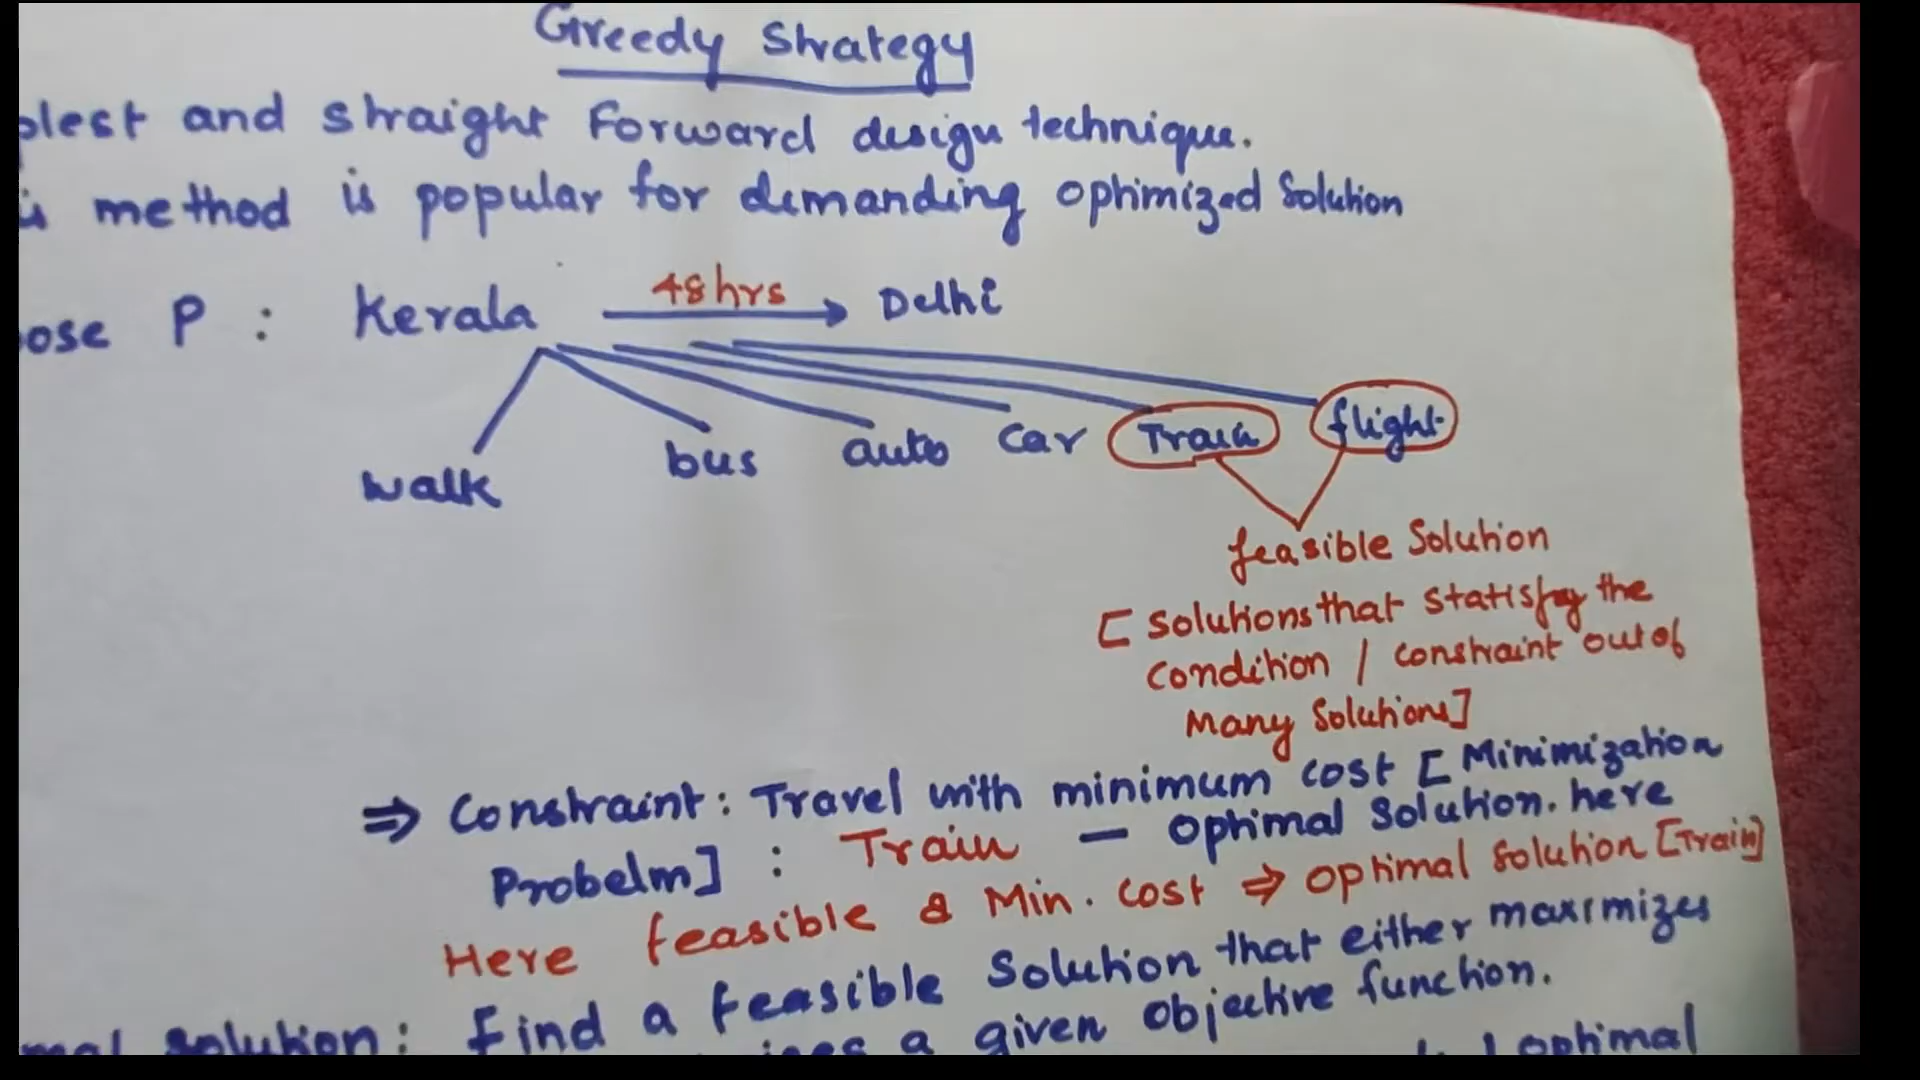 Greedy Strategy
plest and straight Forward design technique.
is method is popular for demanding optimized Solution
ose P : Kerala 48hrs Delhi
walk bus auto car Train flight
feasible Solution
[ Solutions that statisfy the
condition / constraint out of
Many Solutions]
⇒ Constraint: Travel with minimum cost [ Minimization
Probelm] : Train – optimal Solution. here
Here feasible & Min. cost ⇒ optimal solution [Train]
mal solution: Find a feasible Solution that either maximizes
a given objective function.
optimal